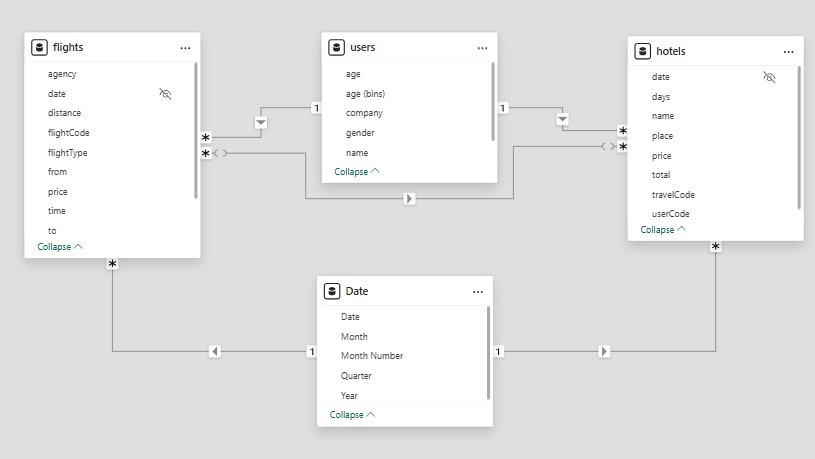 flights
agency
date
distance
flightCode
flightType
from
price
time
to
Collapse
users
age
age (bins)
company
gender
name
Collapse
hotels
date
days
name
place
price
total
travelCode
userCode
Collapse
1
1
*
*
*
*
Date
Date
Month
Month Number
Quarter
Year
Collapse
*
*
1
1